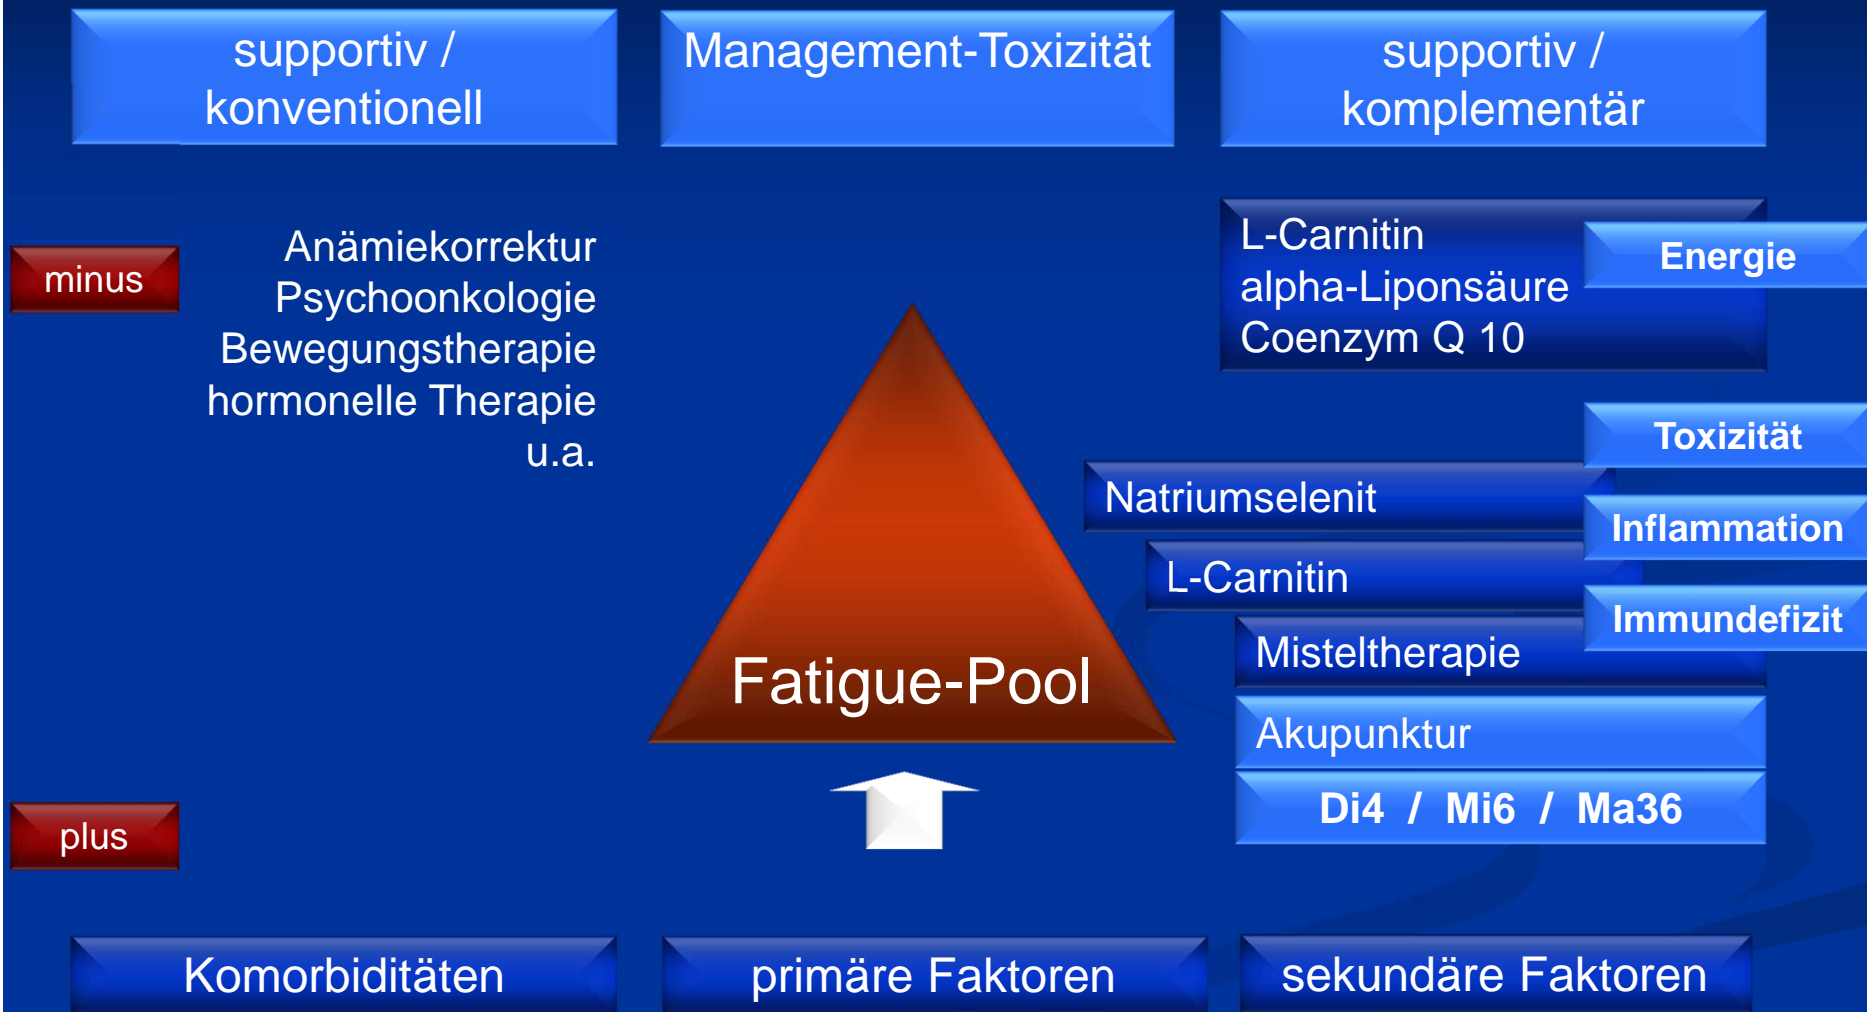 supportiv /
konventionell
Management-Toxizität
supportiv /
komplementär
minus
Anämiekorrektur
Psychoonkologie
Bewegungstherapie
hormonelle Therapie
u.a.
L-Carnitin
alpha-Liponsäure
Coenzym Q 10
Energie
Toxizität
Natriumselenit
Inflammation
L-Carnitin
Immundefizit
Misteltherapie
Fatigue-Pool
Akupunktur
Di4 / Mi6 / Ma36
plus
Komorbiditäten
primäre Faktoren
sekundäre Faktoren